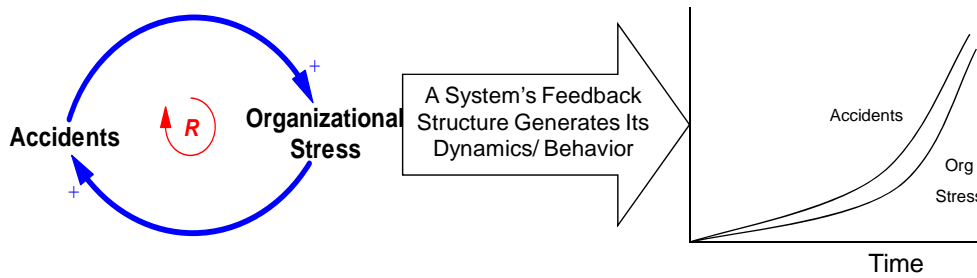 +
+
R
Accidents
Organizational
Stress
A System's Feedback
Structure Generates Its
Dynamics/ Behavior
Accidents
Org
Stress
Time